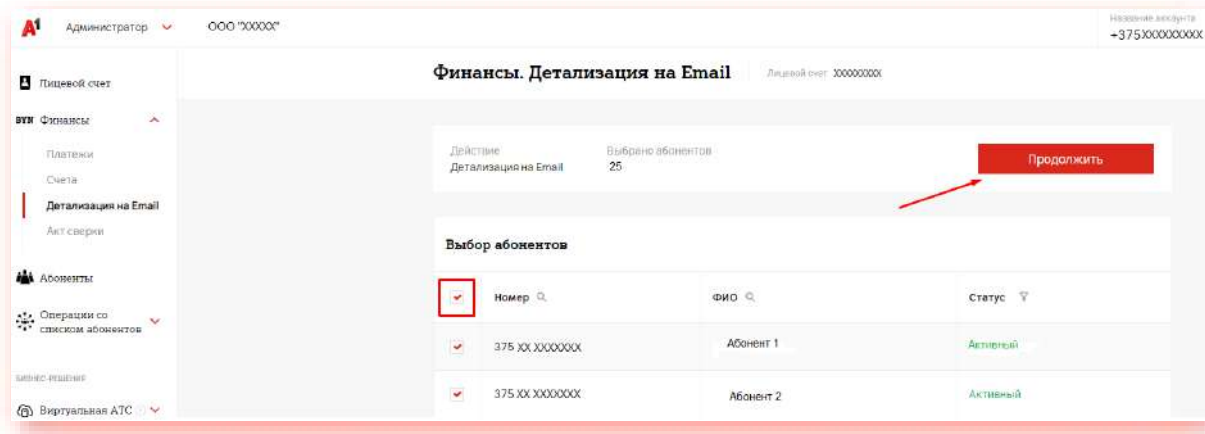 A1
Администратор
ООО "XXXXX"
Название аккаунта
+375XXXXXXXXX
Лицевой счет
BYN Финансы
Платежи
Счета
Детализация на Email
Акт сверки
Абоненты
Операции со
списком абонентов
БИЗНЕС-РЕШЕНИЯ
Виртуальная АТС
Финансы. Детализация на Email
Лицевой счет XXXXXXXXX
Действие
Детализация на Email
Выбрано абонентов
25
Продолжить
Выбор абонентов
Номер
ФИО
Статус
375 XX XXXXXXX
Абонент 1
Активный
375 XX XXXXXXX
Абонент 2
Активный